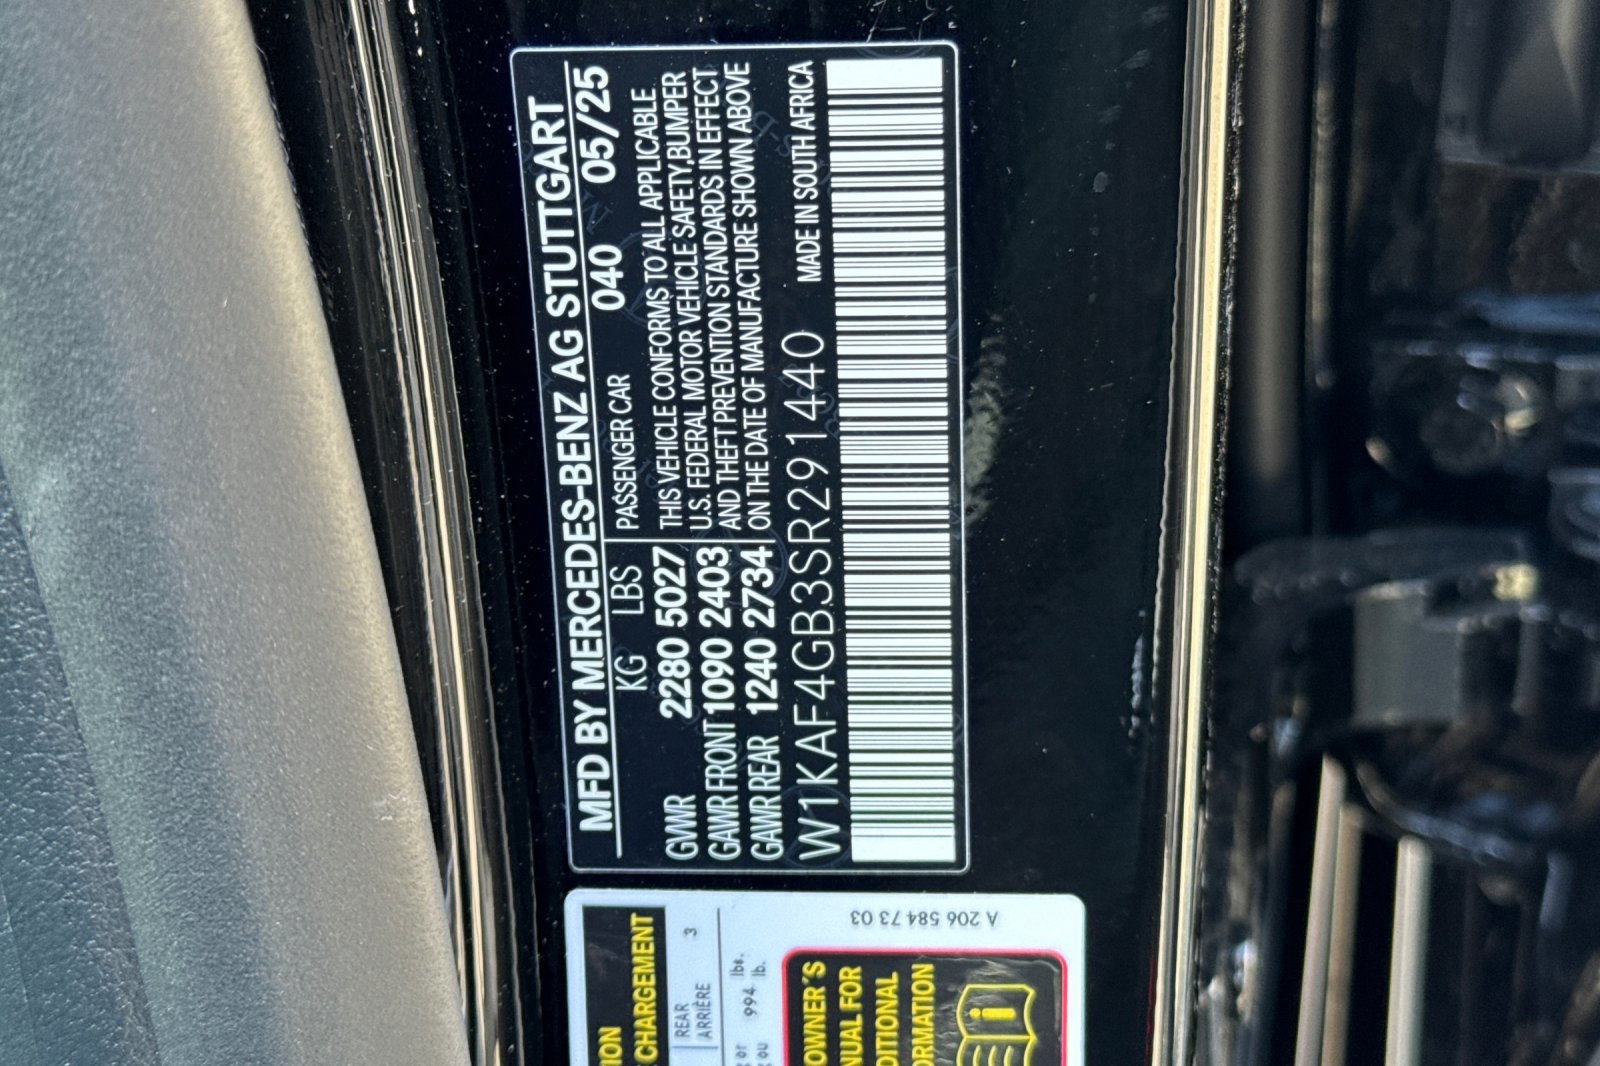 MFD BY MERCEDES-BENZ AG STUTTGART
KG LBS PASSENGER CAR 040 05/25
GVWR 2280 5027
GAWR FRONT 1090 2403
GAWR REAR 1240 2734
THIS VEHICLE CONFORMS TO ALL APPLICABLE
U.S. FEDERAL MOTOR VEHICLE SAFETY,BUMPER
AND THEFT PREVENTION STANDARDS IN EFFECT
ON THE DATE OF MANUFACTURE SHOWN ABOVE
W1KAF4GB3SR291440 MADE IN SOUTH AFRICA
CHARGEMENT
REAR 3
ARRIÈRE
or 994 lbs.
ou lb.
OWNER'S
FOR
A 206 584 73 03